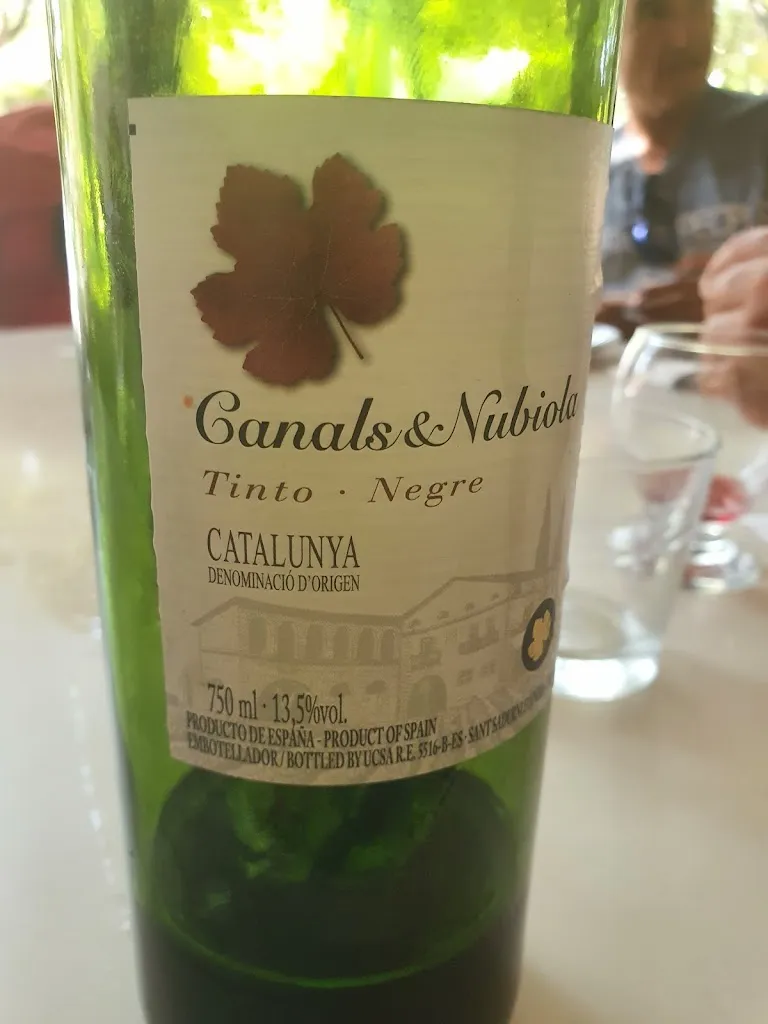 Canals & Nubiola
Tinto · Negre
CATALUNYA
DENOMINACIÓ D'ORIGEN
750 ml · 13,5%vol.
PRODUCTO DE ESPAÑA - PRODUCT OF SPAIN
EMBOTELLADOR / BOTTLED BY UCSA R.E. 5516-B-ES · SANT